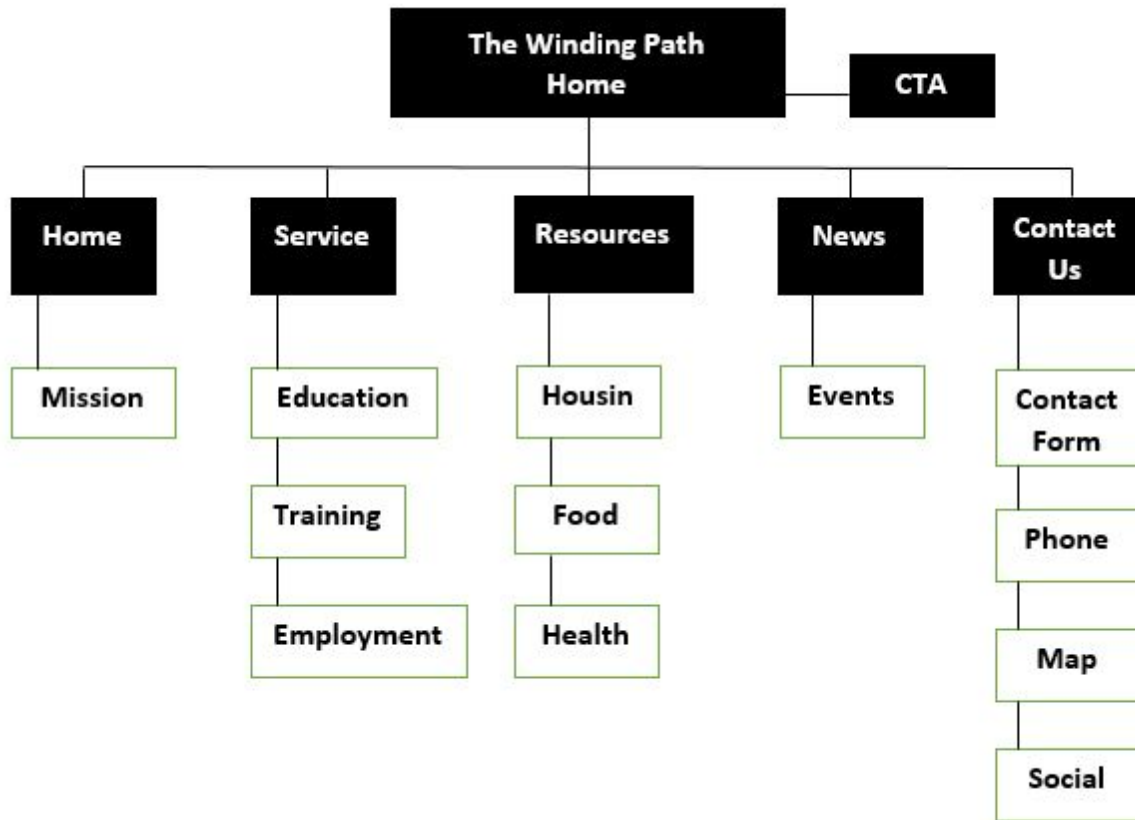 The Winding Path
Home
CTA
Home
Service
Resources
News
Contact
Us
Mission
Education
Housin
Events
Contact
Form
Training
Food
Phone
Employment
Health
Map
Social